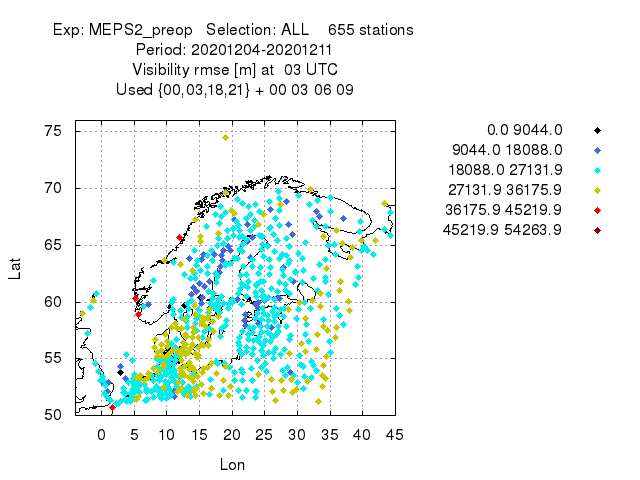 Exp: MEPS2_preop   Selection: ALL    655 stations
Period: 20201204-20201211
Visibility rmse [m] at  03 UTC
Used {00,03,18,21} + 00 03 06 09
0.0 9044.0
9044.0 18088.0
18088.0 27131.9
27131.9 36175.9
36175.9 45219.9
45219.9 54263.9
Lat
75
70
65
60
55
50
0 5 10 15 20 25 30 35 40 45
Lon